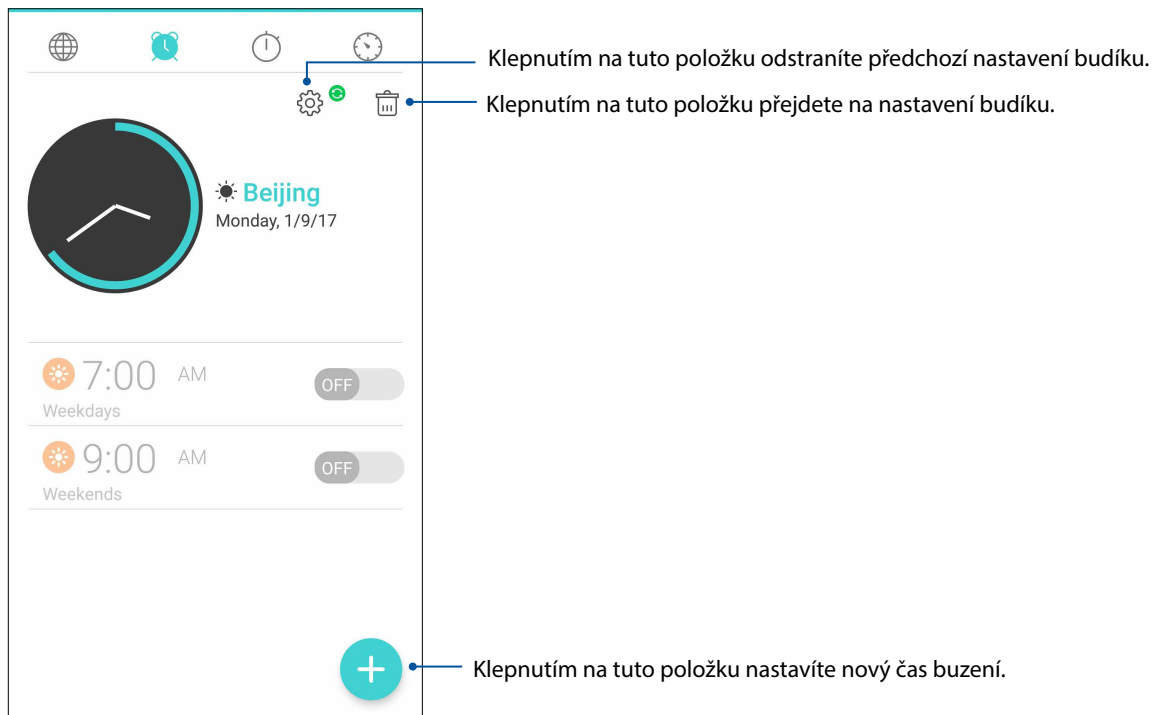 Klepnutím na tuto položku odstraníte předchozí nastavení budíku.
Klepnutím na tuto položku přejdete na nastavení budíku.
Beijing
Monday, 1/9/17
7:00 AM
OFF
Weekdays
9:00 AM
OFF
Weekends
Klepnutím na tuto položku nastavíte nový čas buzení.